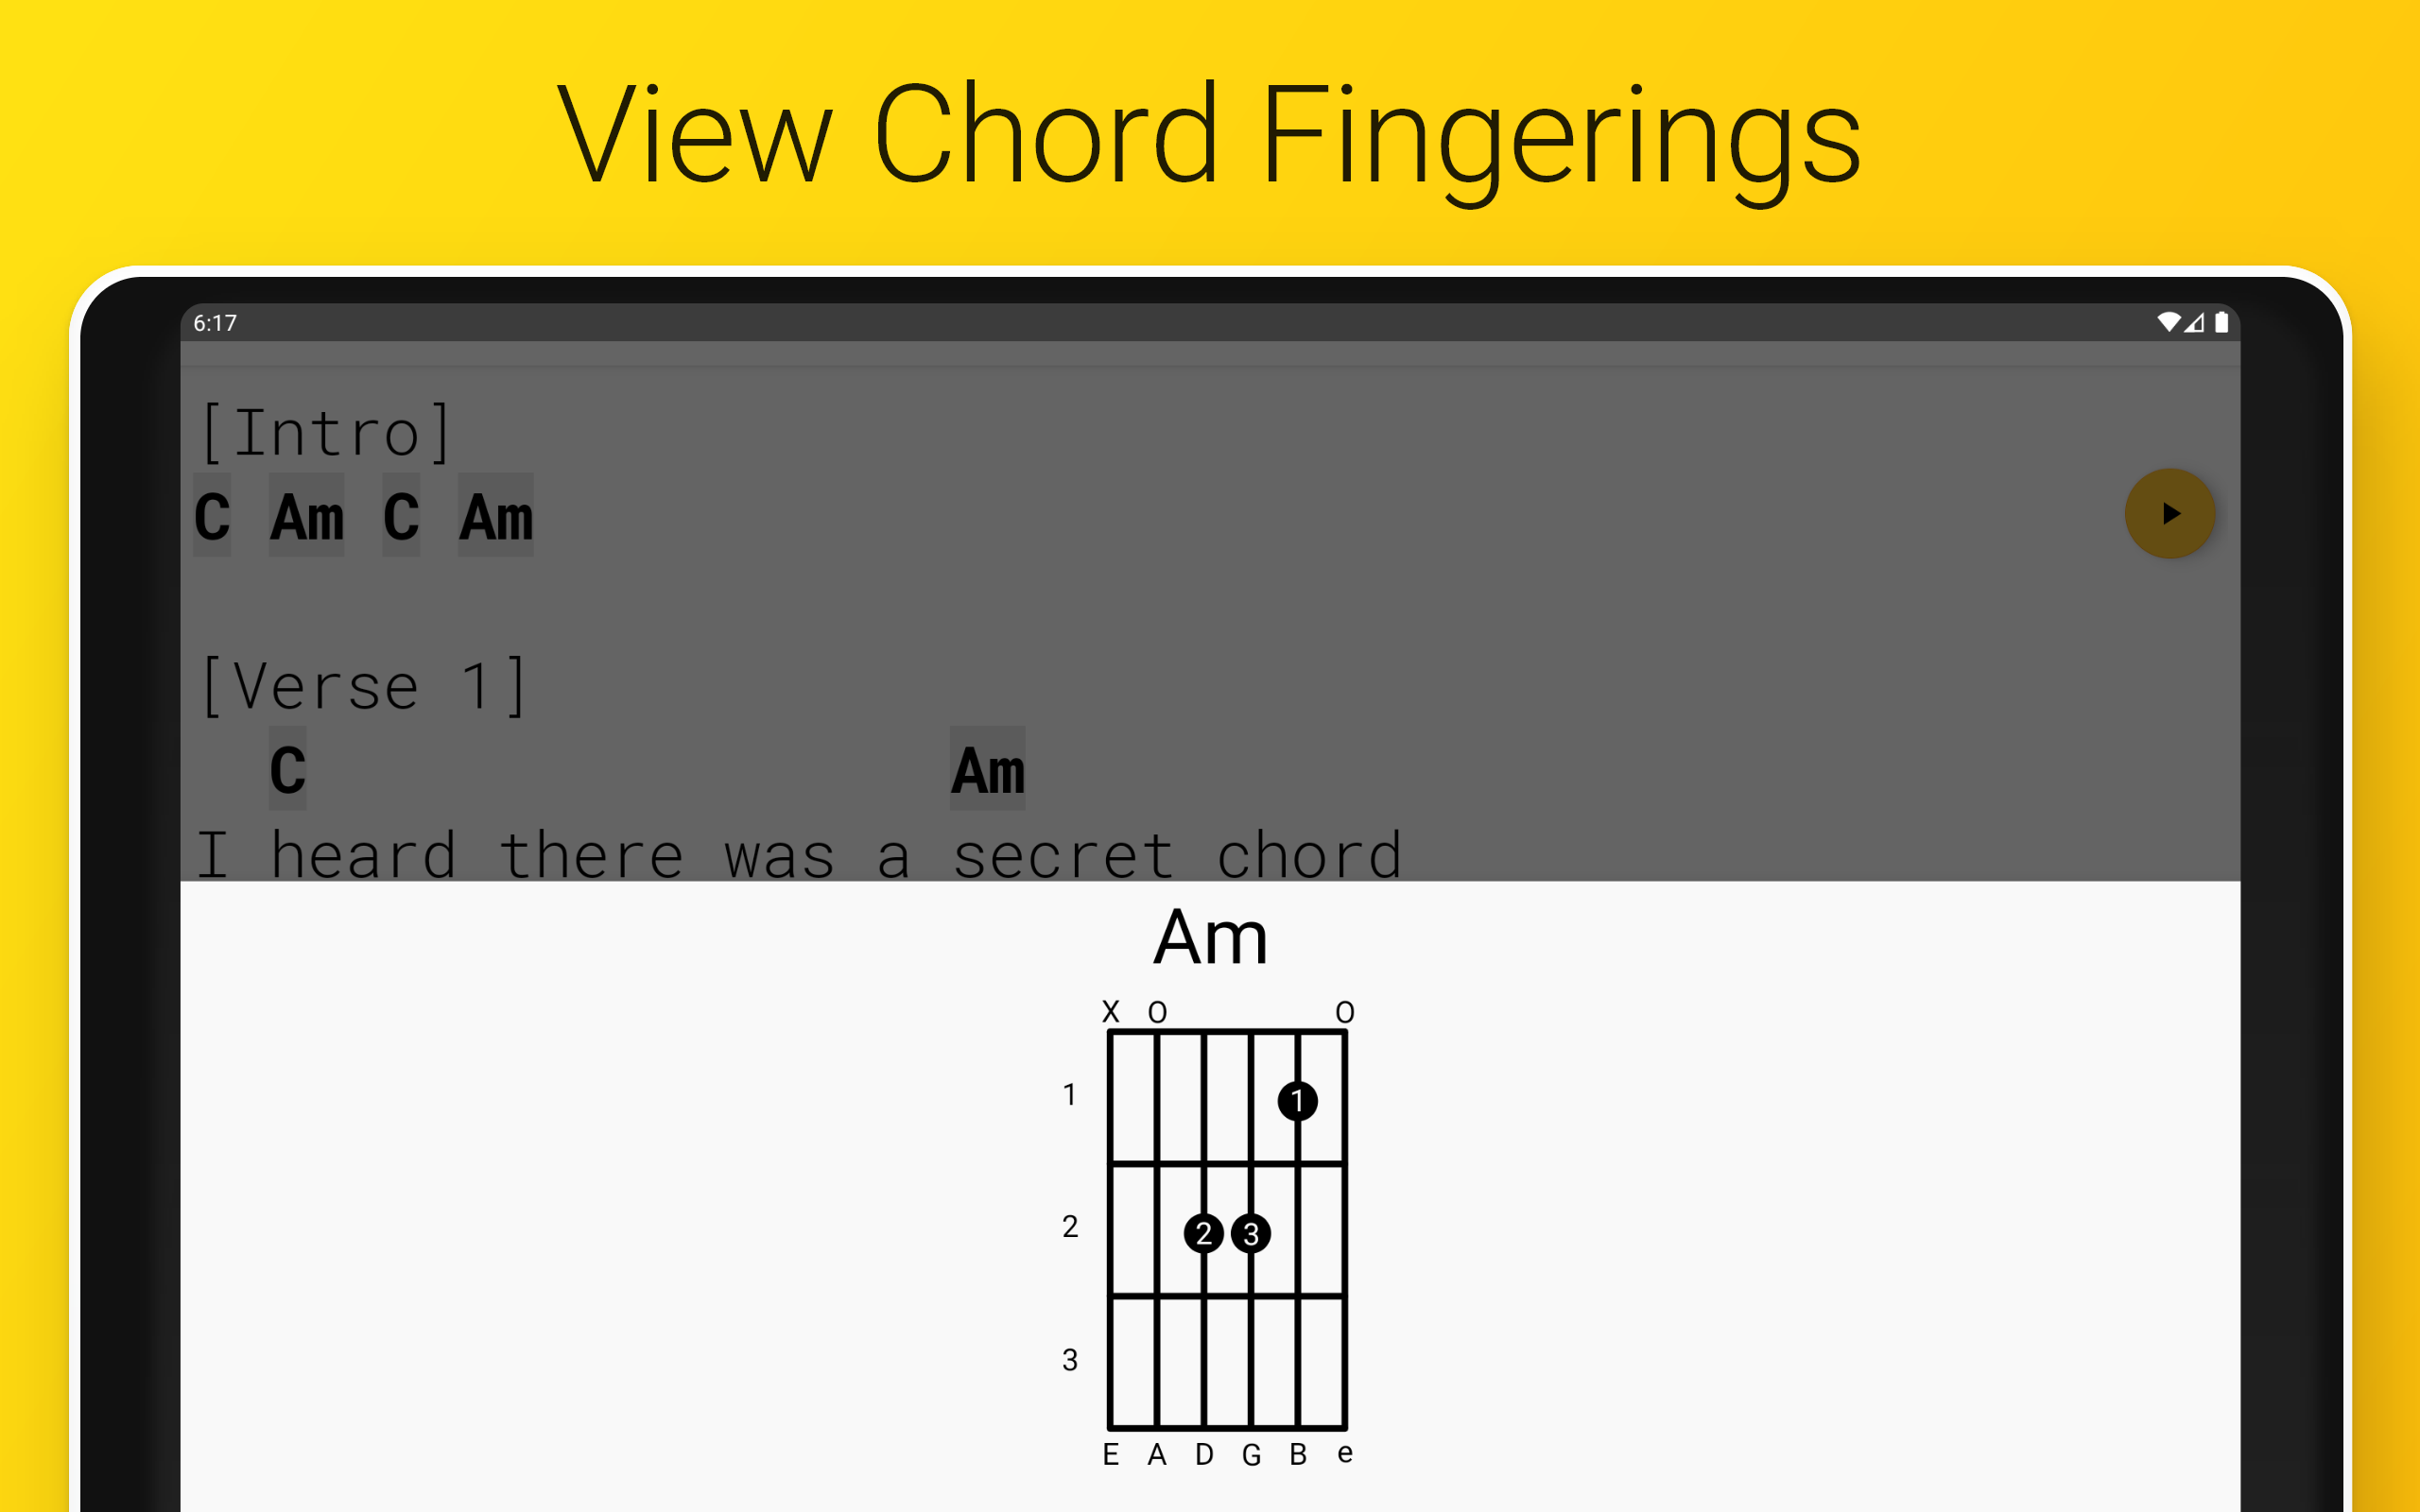 View Chord Fingerings
6:17
[Intro]
C Am C Am
[Verse 1]
C Am
I heard there was a secret chord
Am
X O O
1 1
2 2 3
3
E A D G B e